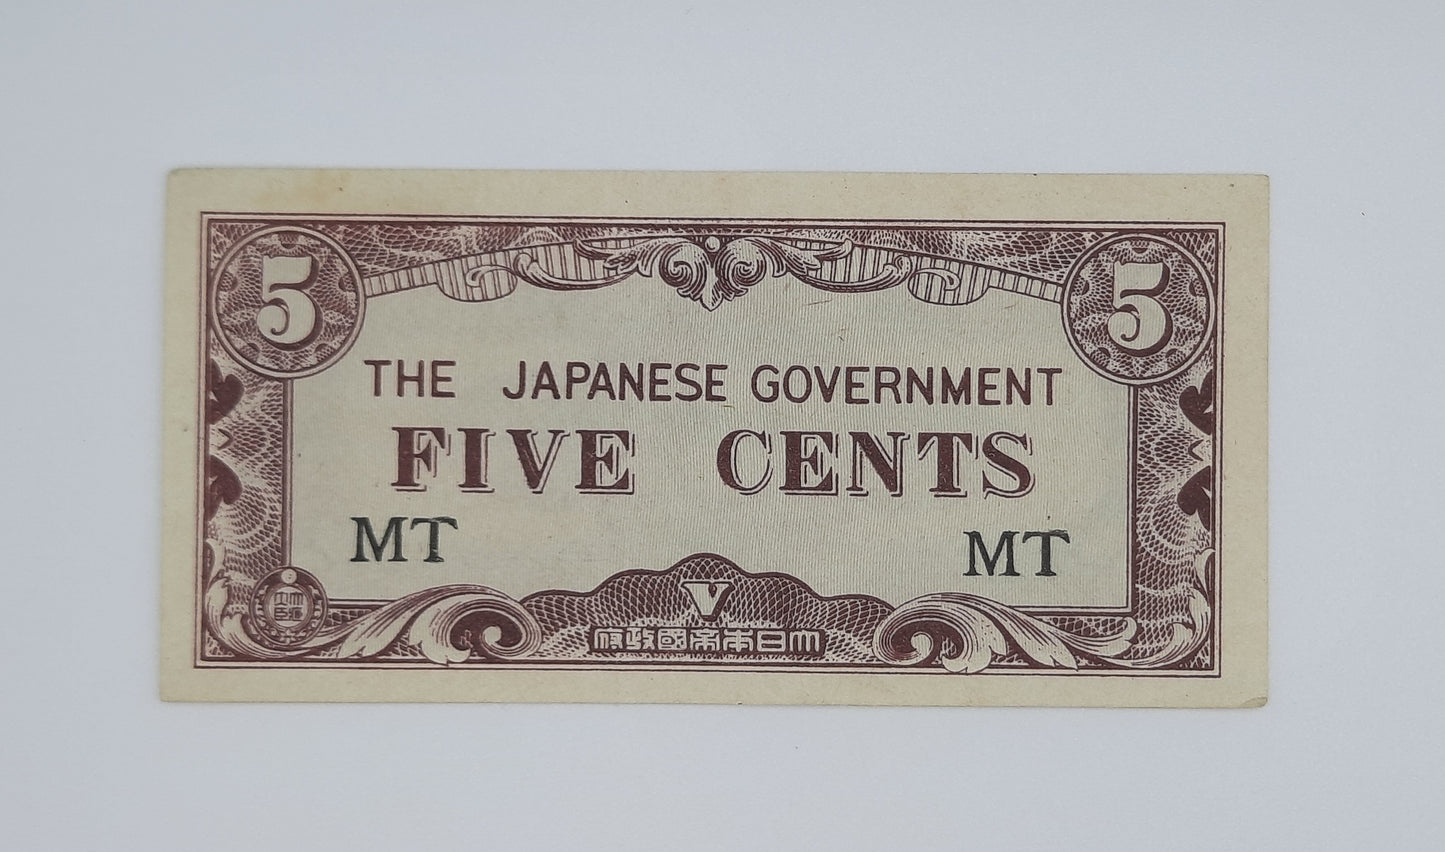 5 5
THE JAPANESE GOVERNMENT
FIVE CENTS
MT MT
V
府政國帝本日大